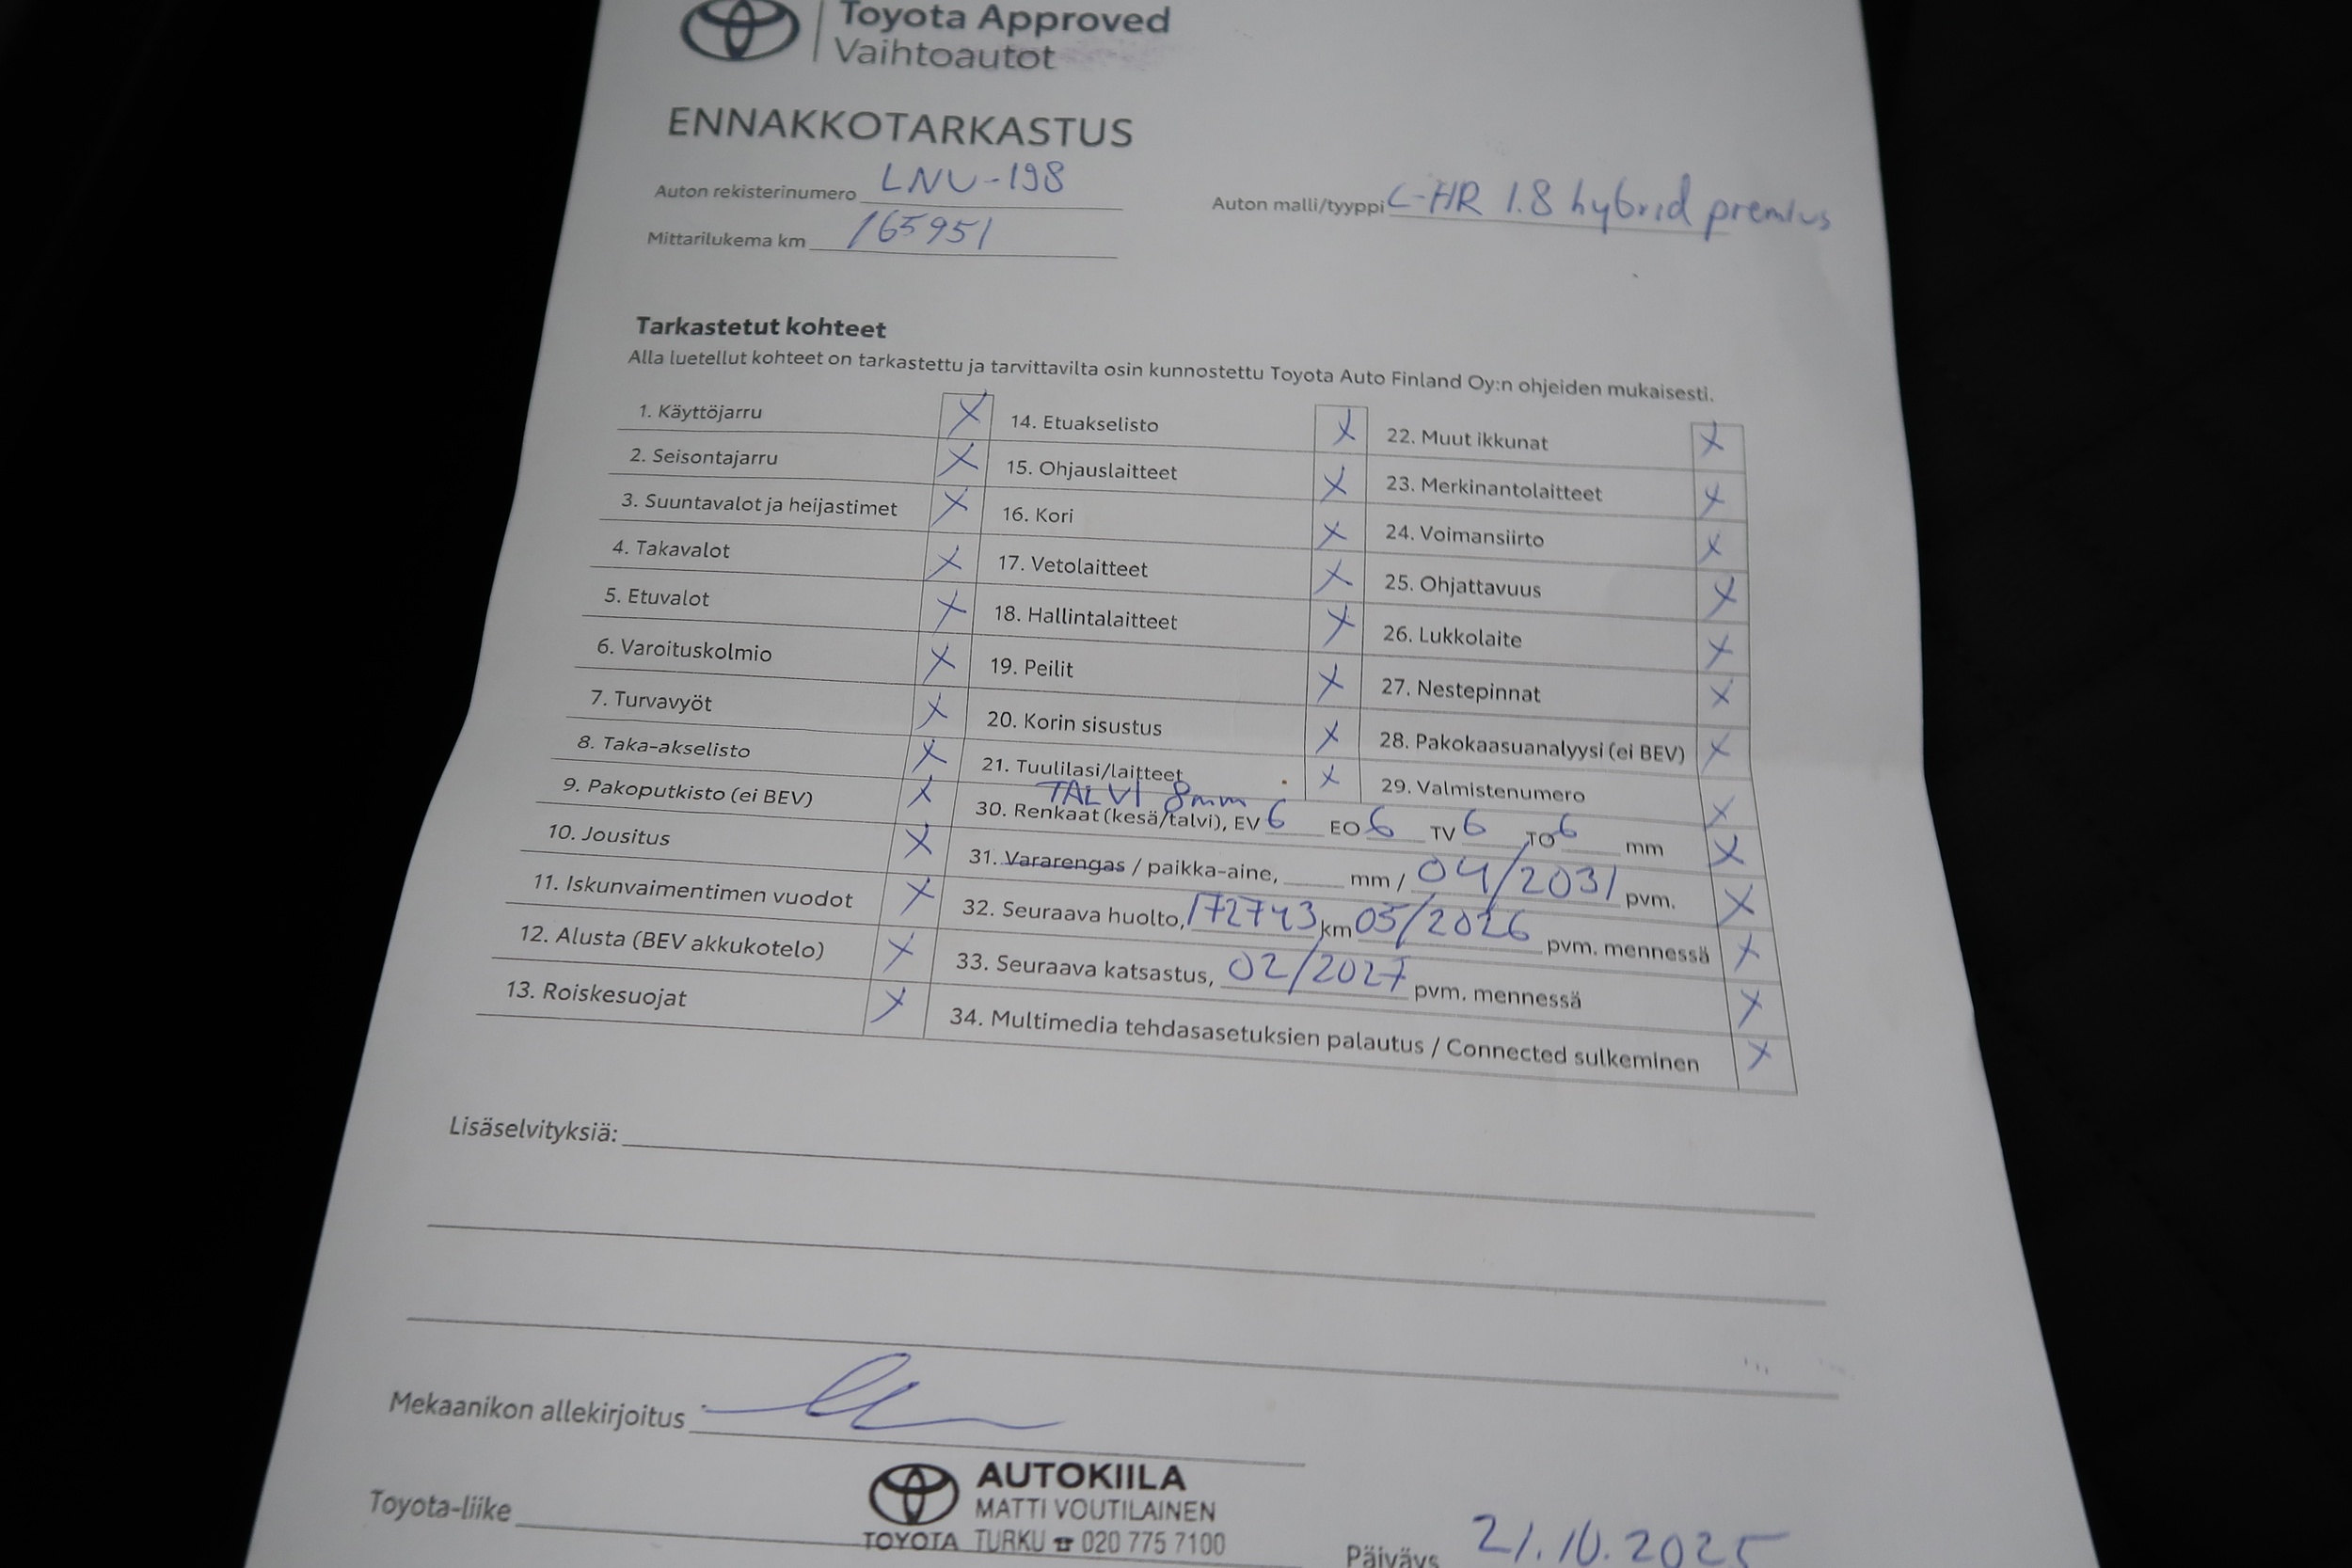 Toyota Approved
Vaihtoautot
ENNAKKOTARKASTUS
Auton rekisterinumero LNU-198
Auton malli/tyyppi C-HR 1.8 hybrid premius
Mittarilukema km 165951
Tarkastetut kohteet
Alla luetellut kohteet on tarkastettu ja tarvittavilta osin kunnostettu Toyota Auto Finland Oy:n ohjeiden mukaisesti.
1. Käyttöjarru X
2. Seisontajarru X
3. Suuntavalot ja heijastimet X
4. Takavalot X
5. Etuvalot X
6. Varoituskolmio X
7. Turvavyöt X
8. Taka-akselisto X
9. Pakoputkisto (ei BEV) X
10. Jousitus X
11. Iskunvaimentimen vuodot X
12. Alusta (BEV akkukotelo) X
13. Roiskesuojat X
14. Etuakselisto X
15. Ohjauslaitteet X
16. Kori X
17. Vetolaitteet X
18. Hallintalaitteet X
19. Peilit X
20. Korin sisustus X
21. Tuulilasi/laitteet X
22. Muut ikkunat X
23. Merkinantolaitteet X
24. Voimansiirto X
25. Ohjattavuus X
26. Lukkolaite X
27. Nestepinnat X
28. Pakokaasuanalyysi (ei BEV) X
29. Valmistenumero X
TALVI 8mm
30. Renkaat (kesä/talvi), EV 6 EO 6 TV 6 TO 6 mm X
31. Vararengas / paikka-aine, mm / 04/2031 pvm. X
32. Seuraava huolto, 172743 km 05/2026 pvm. mennessä X
33. Seuraava katsastus, 02/2027 pvm. mennessä X
34. Multimedia tehdasasetuksien palautus / Connected sulkeminen X
Lisäselvityksiä:
Mekaanikon allekirjoitus
Toyota-liike
AUTOKIILA
MATTI VOUTILAINEN
TOYOTA TURKU ☎ 020 775 7100
Päiväys 21.10.2025